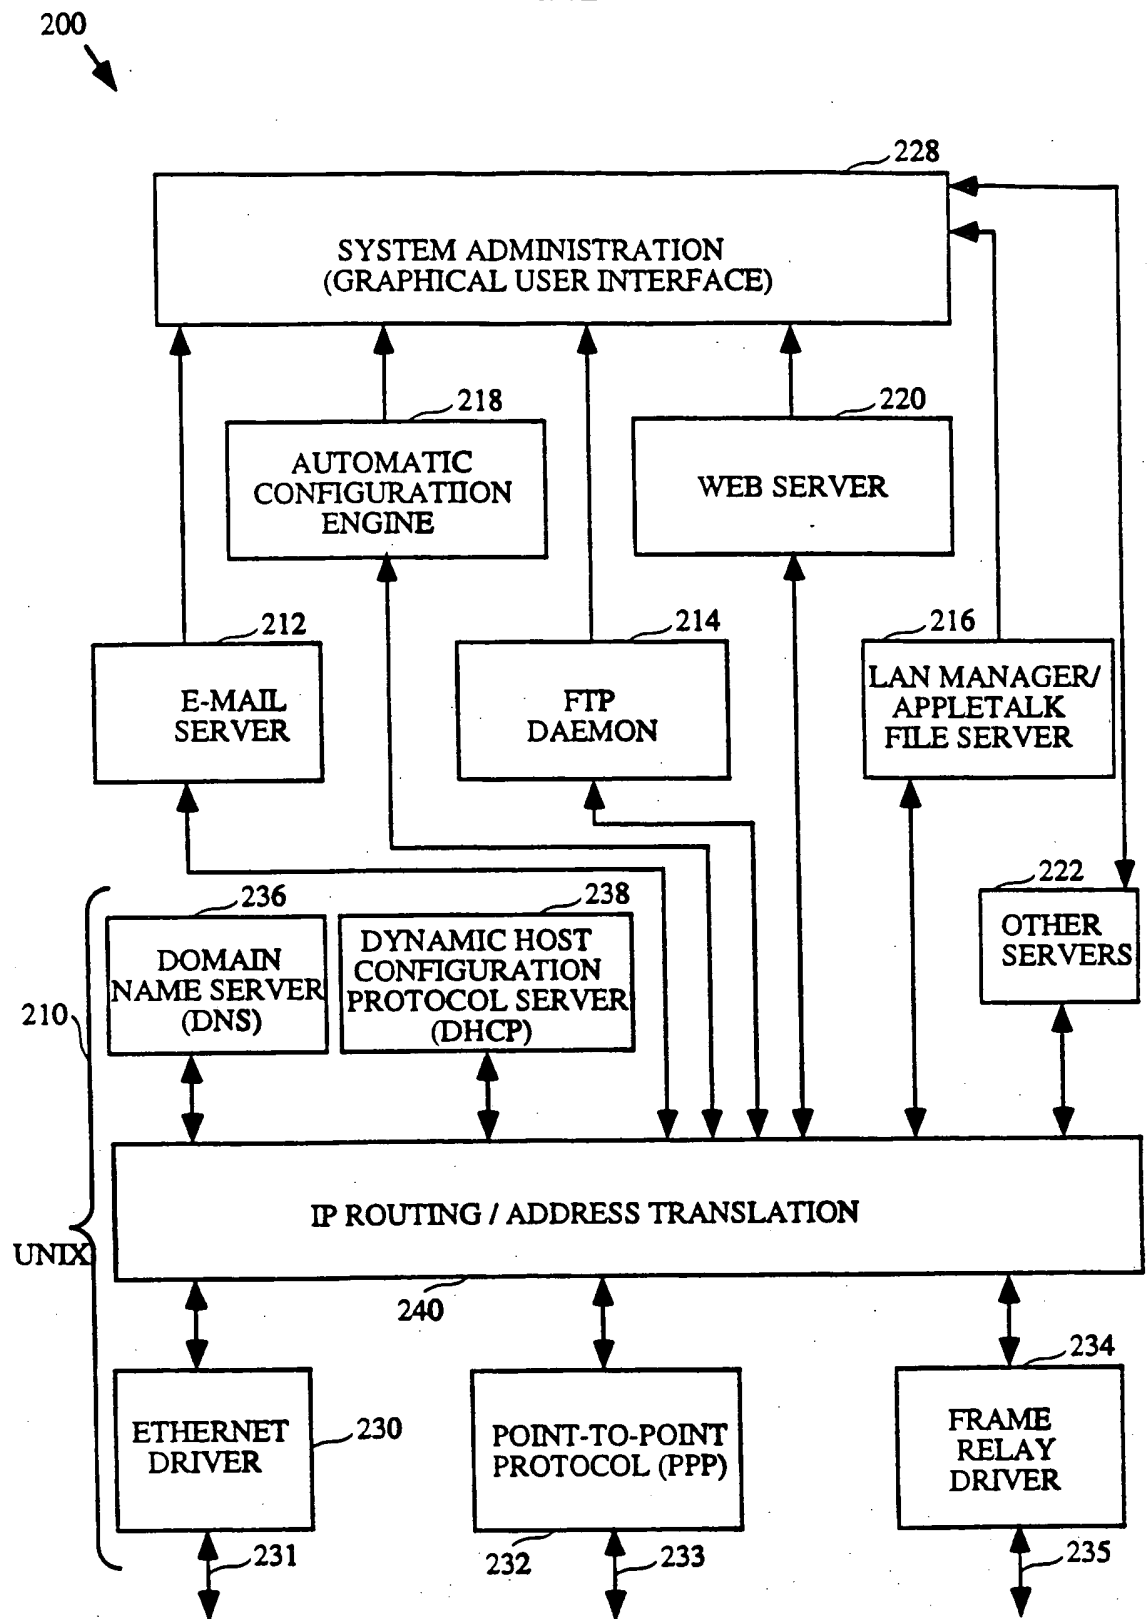 200
228
SYSTEM ADMINISTRATION
(GRAPHICAL USER INTERFACE)
218
AUTOMATIC
CONFIGURATIION
ENGINE
220
WEB SERVER
212
E-MAIL
SERVER
214
FTP
DAEMON
216
LAN MANAGER/
APPLETALK
FILE SERVER
236
DOMAIN
NAME SERVER
(DNS)
238
DYNAMIC HOST
CONFIGURATION
PROTOCOL SERVER
(DHCP)
222
OTHER
SERVERS
210
UNIX
IP ROUTING / ADDRESS TRANSLATION
240
ETHERNET
DRIVER
230
POINT-TO-POINT
PROTOCOL (PPP)
232
234
FRAME
RELAY
DRIVER
231
233
235